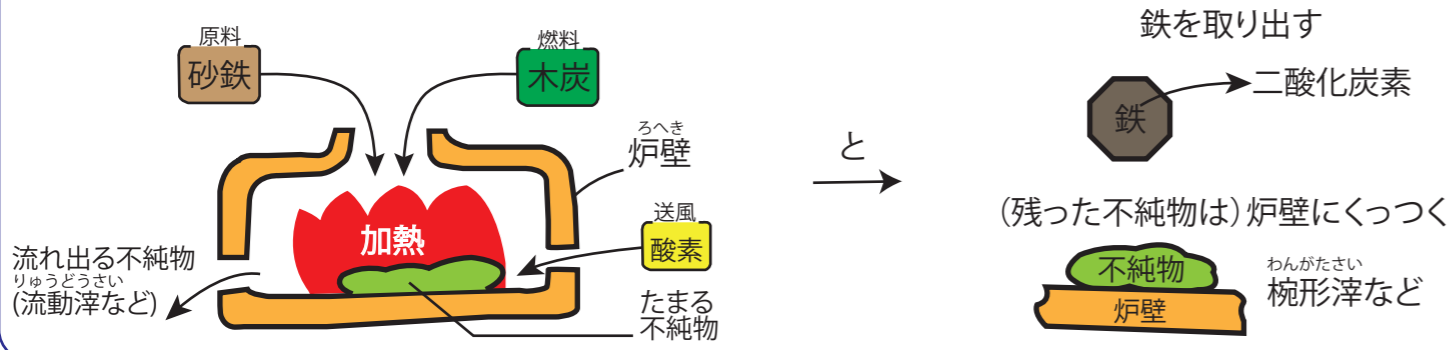 原料
砂鉄
燃料
木炭
ろへき
炉壁
加熱
送風
酸素
流れ出る不純物
りゅうどうさい
(流動滓など)
たまる
不純物
と
鉄を取り出す
鉄
二酸化炭素
(残った不純物は)炉壁にくっつく
不純物
炉壁
わんがたさい
椀形滓など